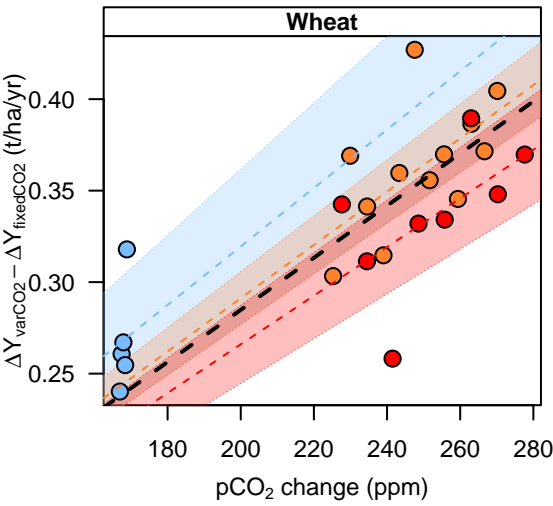 Wheat
ΔY_varCO2 − ΔY_fixedCO2 (t/ha/yr)
0.40
0.35
0.30
0.25
180 200 220 240 260 280
pCO₂ change (ppm)